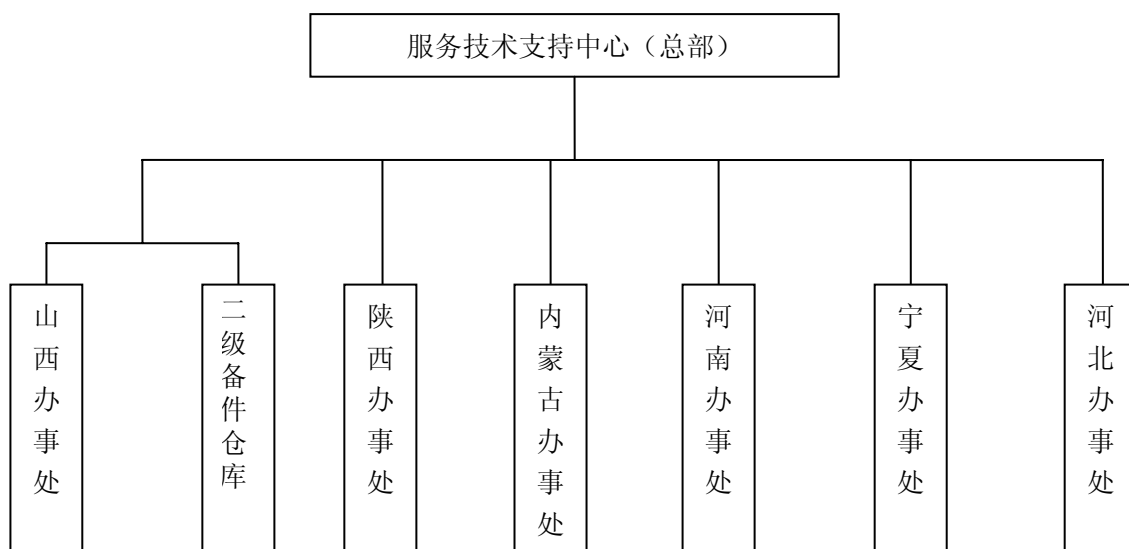 服务技术支持中心（总部）
山西办事处
二级备件仓库
陕西办事处
内蒙古办事处
河南办事处
宁夏办事处
河北办事处